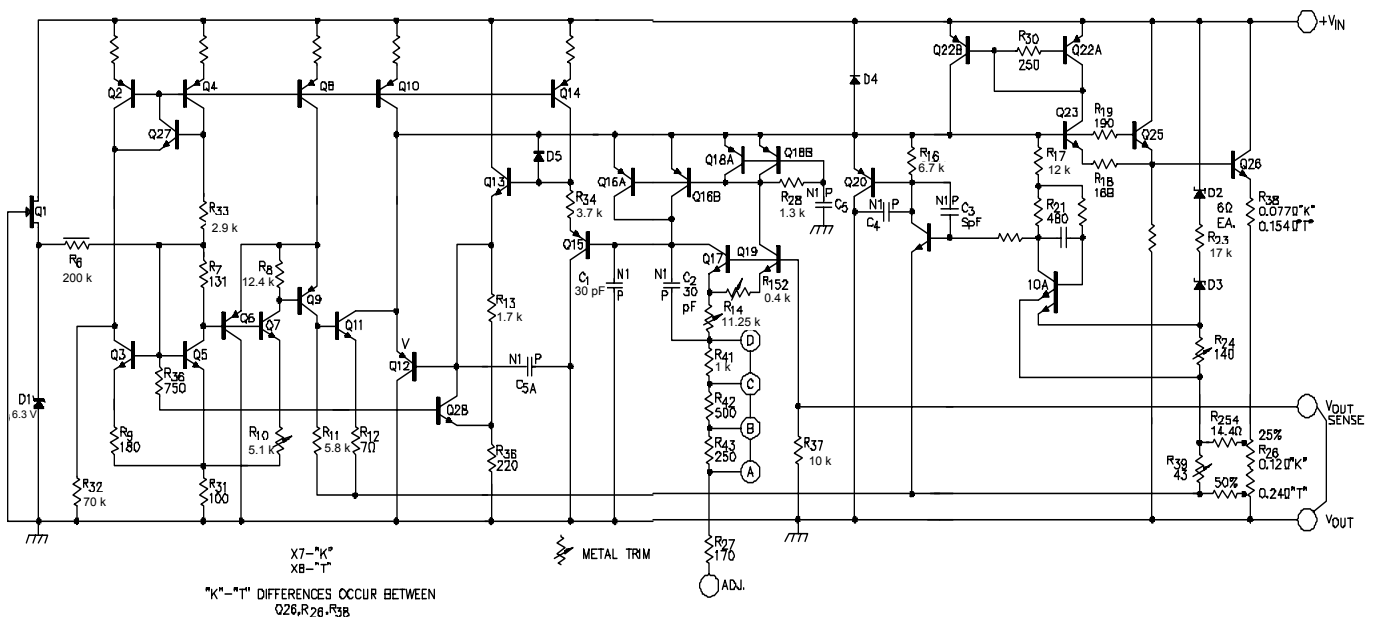 +VIN
Q22B
R30
250
Q22A
Q2
Q4
Q8
Q10
Q14
D4
Q27
Q23
R19
190
Q25
D5
Q18A
Q18B
R16
6.7 k
R17
12 k
R18
168
Q26
Q13
Q16A
Q16B
R28
1.3 k
N1 P
C5
Q20
N1 P
C4
N1 P
C3
5pF
R21
480
D2
6Ω
EA.
R38
0.077Ω"K"
0.154Ω"T"
Q1
R33
2.9 k
R34
3.7 k
R23
17 k
R6
200 k
Q15
Q17
Q19
R7
131
R8
12.4 k
Q9
C1
30 pF
N1
P
C2
30
pF
N1
P
R152
0.4 k
R14
11.25 k
10A
D3
R13
1.7 k
Q6
Q7
Q11
V
Q12
Q3
Q5
N1 P
C5A
D
R41
1 k
C
R24
140
R36
750
D1
6.3 V
Q2B
R42
500
B
VOUT
SENSE
R9
180
R10
5.1 k
R11
5.8 k
R12
7Ω
R36
220
R43
250
A
R37
10 k
R254
14.4Ω
25%
R26
0.12Ω"K"
R39
43
50%
0.24Ω"T"
R32
70 k
R31
100
VOUT
X7-"K"
X8-"T"
METAL TRIM
R27
170
ADJ.
"K"-"T" DIFFERENCES OCCUR BETWEEN
Q26,R26,R3B